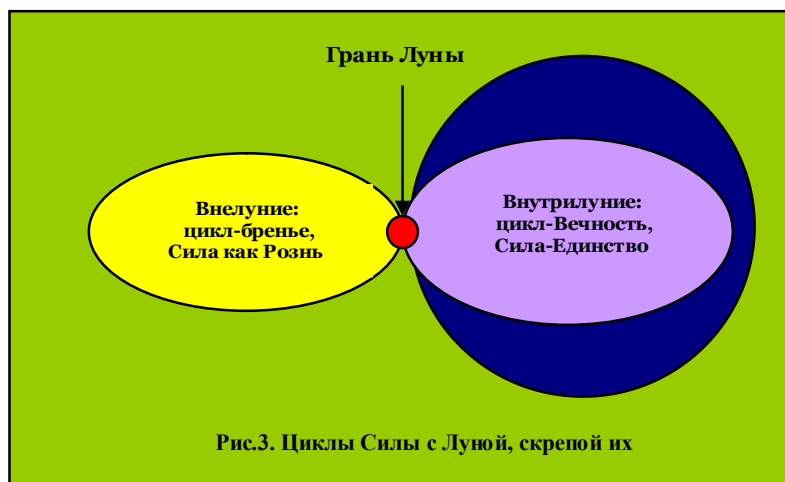 Грань Луны
Внелуние:
цикл-бренье,
Сила как Рознь
Внутрилуние:
цикл-Вечность,
Сила-Единство
Рис.3. Циклы Силы с Луной, скрепой их